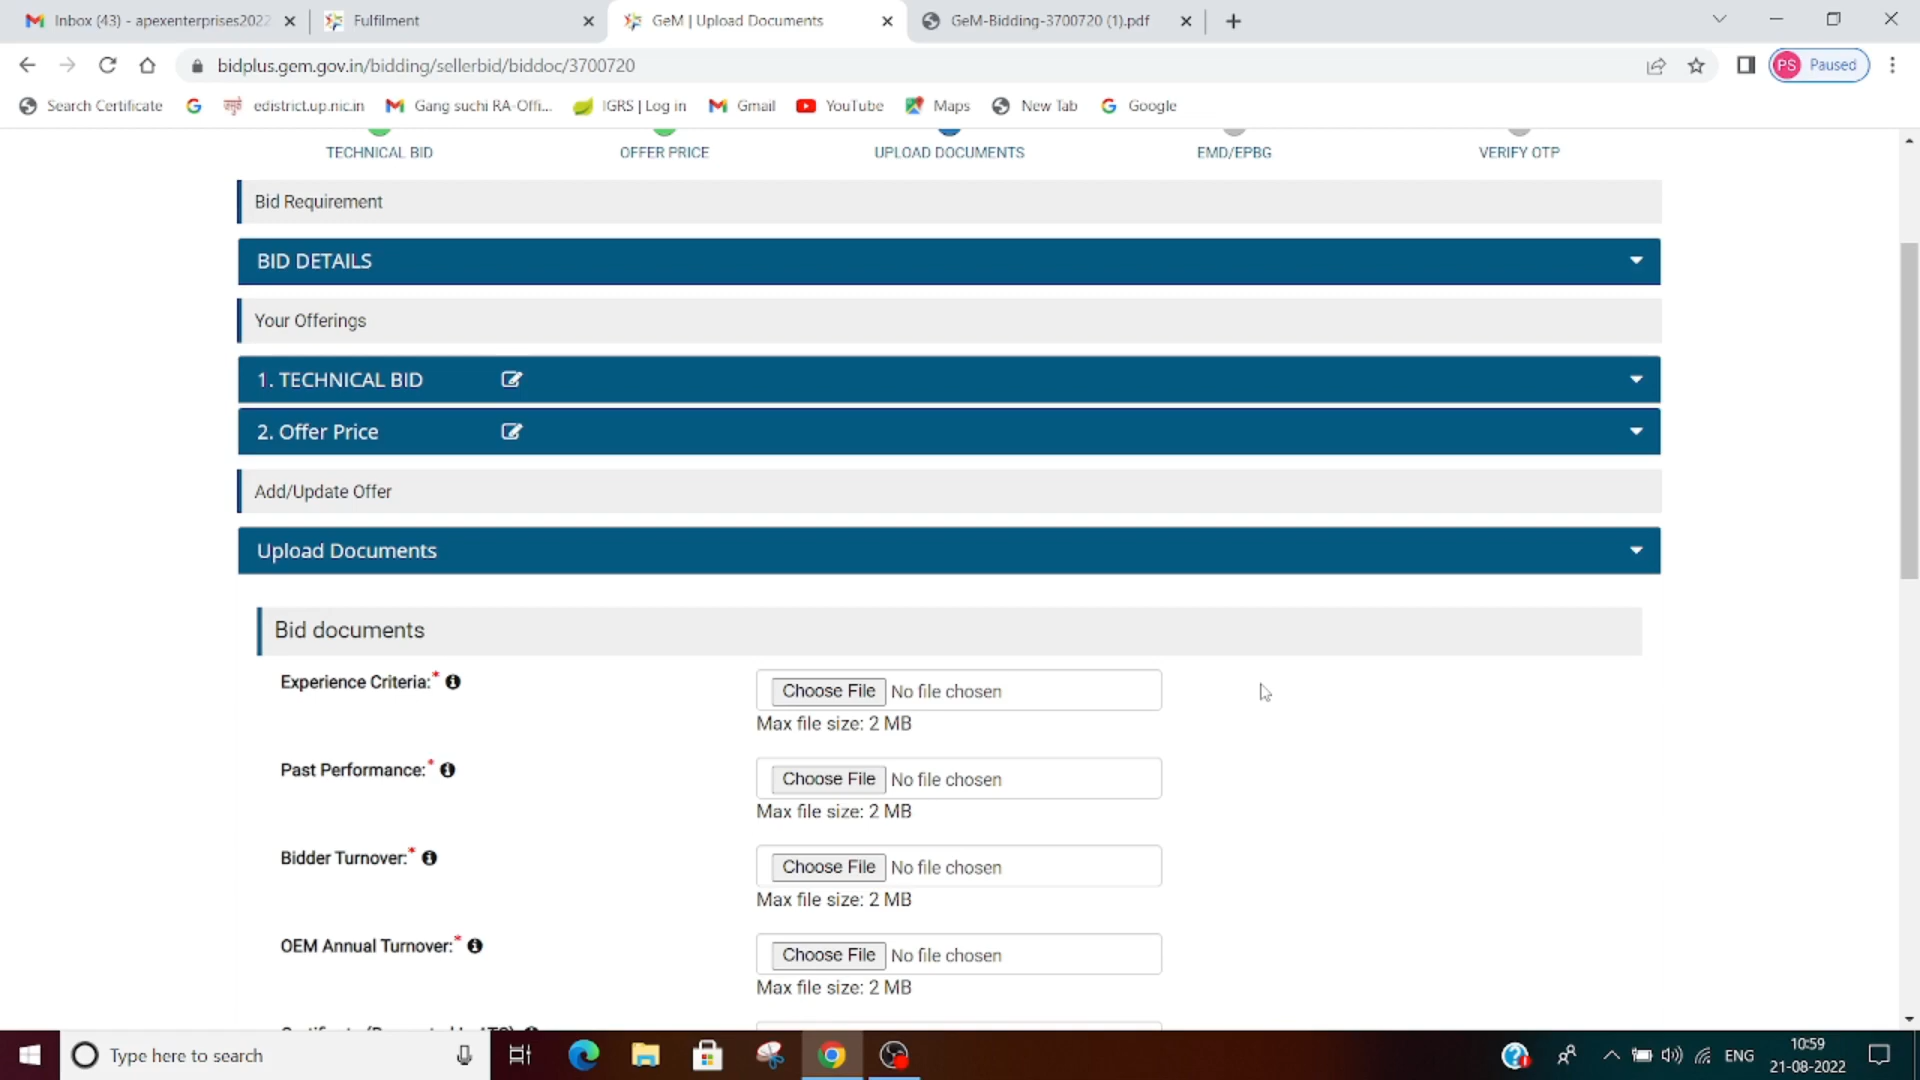 Inbox (43) - apexenterprises2022
Fulfilment
GeM | Upload Documents
GeM-Bidding-3700720 (1).pdf
bidplus.gem.gov.in/bidding/sellerbid/biddoc/3700720
PS Paused
Search Certificate
edistrict.up.nic.in
Gang suchi RA-Offi...
IGRS | Log in
Gmail
YouTube
Maps
New Tab
Google
TECHNICAL BID
OFFER PRICE
UPLOAD DOCUMENTS
EMD/EPBG
VERIFY OTP
Bid Requirement
BID DETAILS
Your Offerings
1. TECHNICAL BID
2. Offer Price
Add/Update Offer
Upload Documents
Bid documents
Experience Criteria:*
Choose File No file chosen
Max file size: 2 MB
Past Performance:*
Choose File No file chosen
Max file size: 2 MB
Bidder Turnover:*
Choose File No file chosen
Max file size: 2 MB
OEM Annual Turnover:*
Choose File No file chosen
Max file size: 2 MB
Type here to search
ENG
10:59
21-08-2022